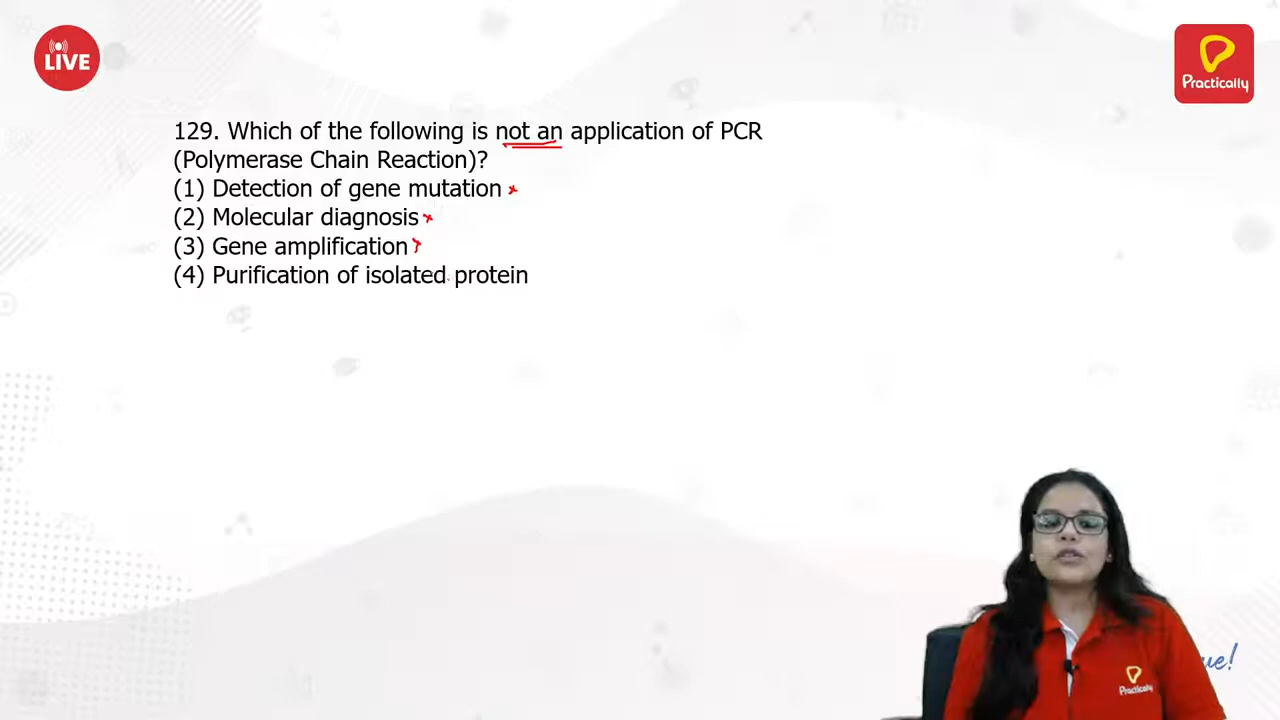 LIVE
Practically
129. Which of the following is not an application of PCR
(Polymerase Chain Reaction)?
(1) Detection of gene mutation
(2) Molecular diagnosis
(3) Gene amplification
(4) Purification of isolated protein
Practically